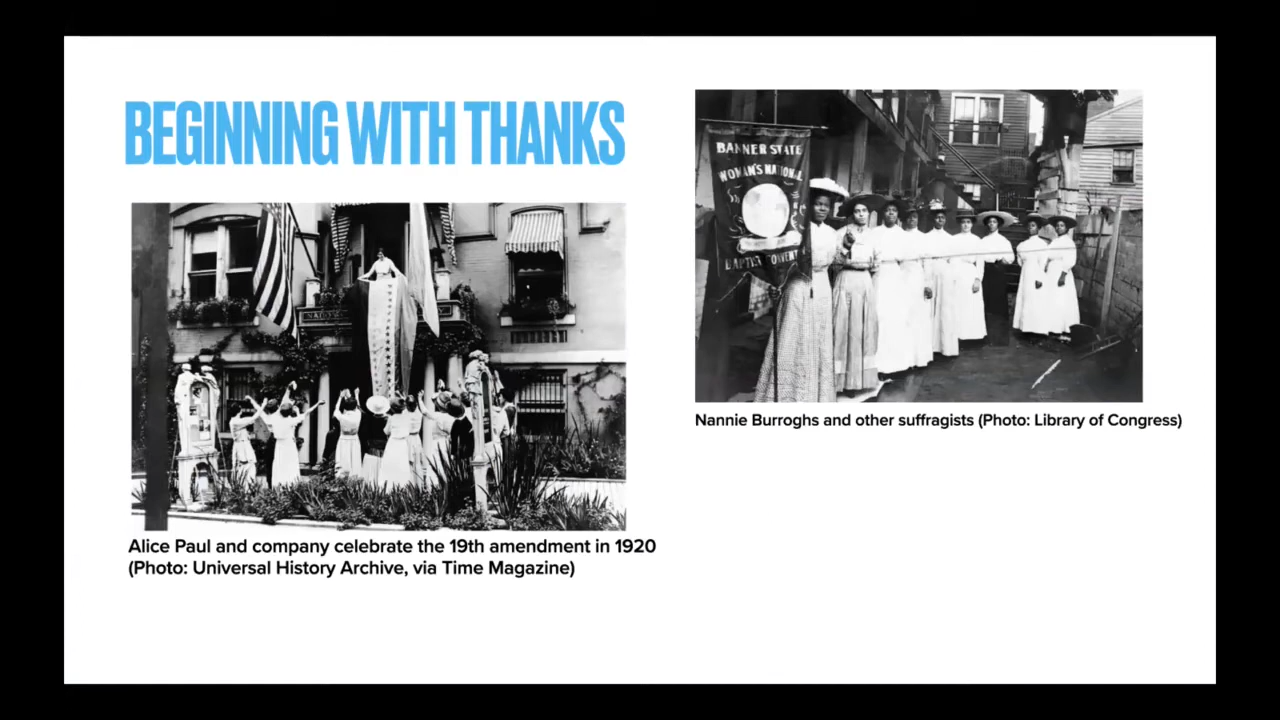 BEGINNING WITH THANKS
Alice Paul and company celebrate the 19th amendment in 1920
(Photo: Universal History Archive, via Time Magazine)
BANNER STATE
WOMAN'S NATIONAL
BAPTIST CONVENT
Nannie Burroghs and other suffragists (Photo: Library of Congress)